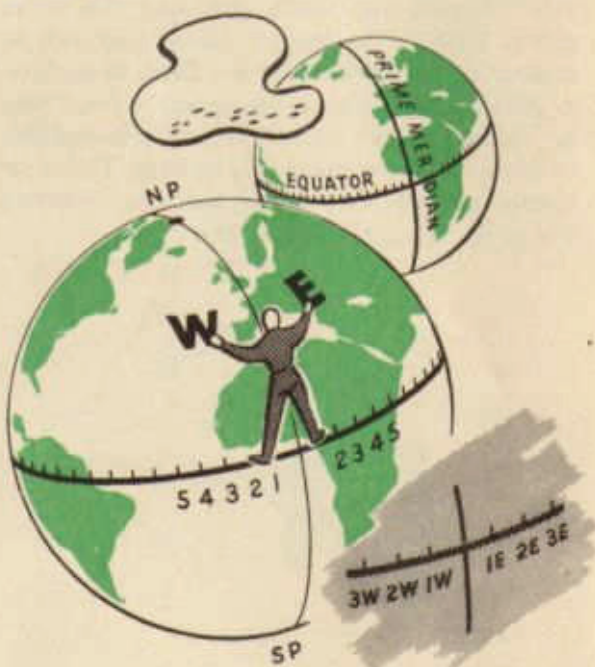 PRIME MERIDIAN
EQUATOR
NP
W E
5 4 3 2 1
2 3 4 5
3W 2W 1W 1E 2E 3E
SP